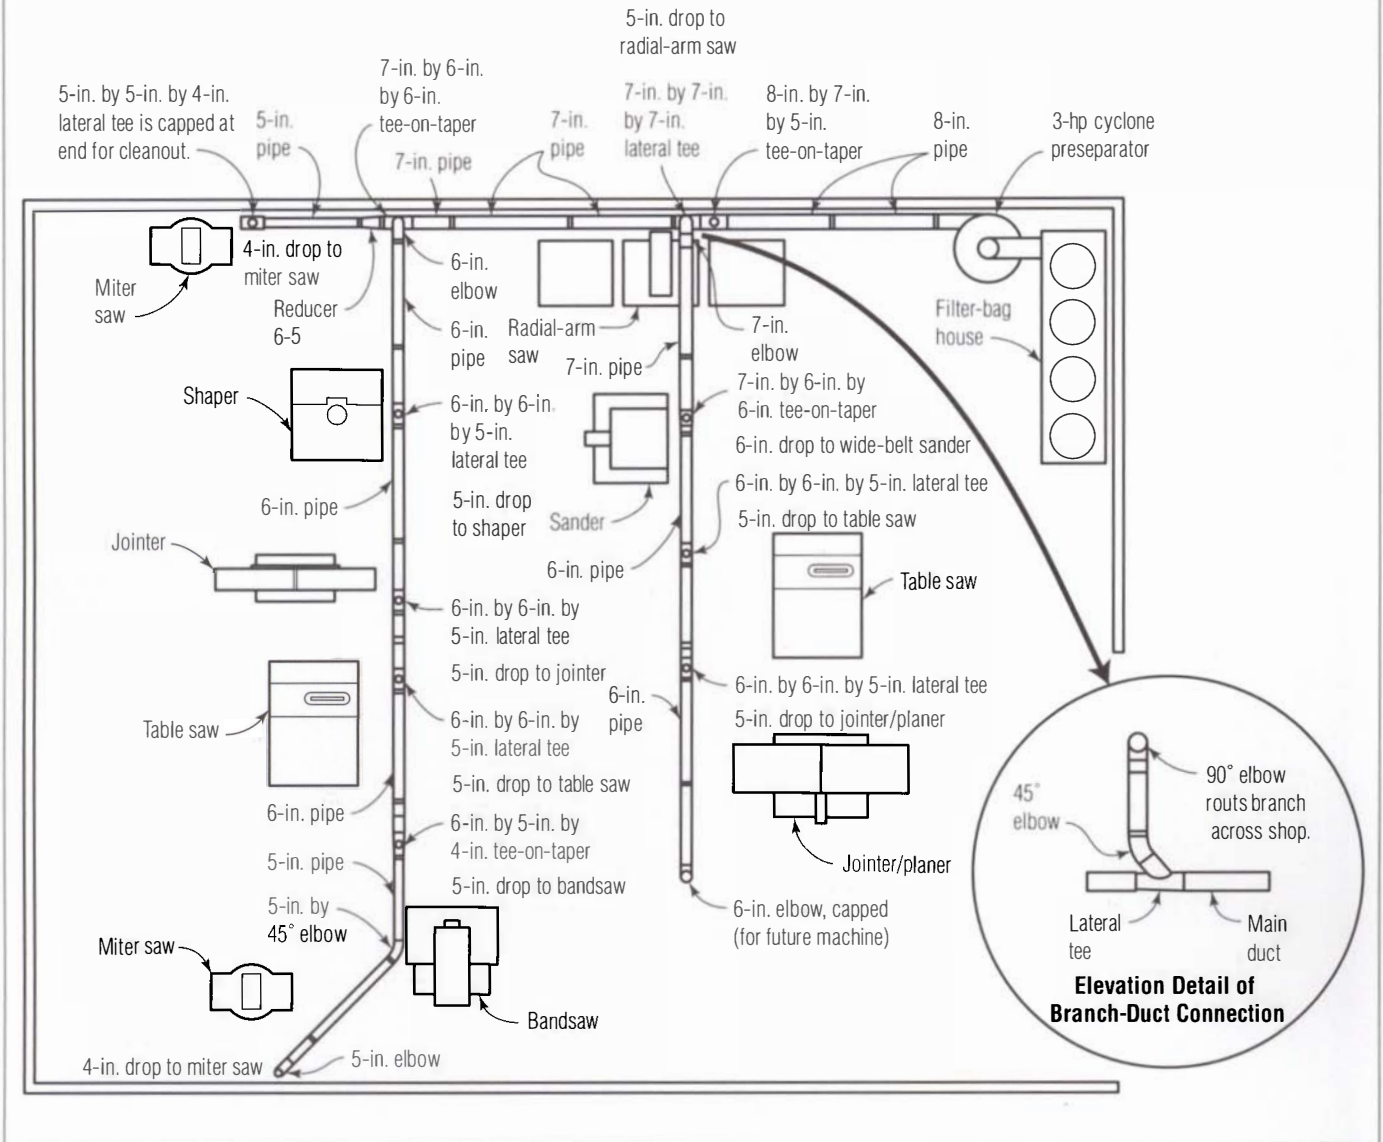 5-in. drop to
radial-arm saw
5-in. by 5-in. by 4-in.
lateral tee is capped at
end for cleanout.
5-in.
pipe
7-in. by 6-in.
by 6-in.
tee-on-taper
7-in. pipe
7-in.
pipe
7-in. by 7-in.
by 7-in.
lateral tee
8-in. by 7-in.
by 5-in.
tee-on-taper
8-in.
pipe
3-hp cyclone
preseparator
Miter
saw
4-in. drop to
miter saw
Reducer
6-5
6-in.
elbow
6-in.
pipe
Radial-arm
saw
7-in. pipe
7-in.
elbow
Filter-bag
house
Shaper
6-in. by 6-in.
by 5-in.
lateral tee
5-in. drop
to shaper
7-in. by 6-in. by
6-in. tee-on-taper
6-in. drop to wide-belt sander
6-in. by 6-in. by 5-in. lateral tee
5-in. drop to table saw
6-in. pipe
Sander
Jointer
6-in. pipe
Table saw
6-in. by 6-in. by
5-in. lateral tee
5-in. drop to jointer
6-in.
pipe
6-in. by 6-in. by 5-in. lateral tee
5-in. drop to jointer/planer
Table saw
6-in. by 6-in. by
5-in. lateral tee
5-in. drop to table saw
6-in. pipe
6-in. by 5-in. by
4-in. tee-on-taper
5-in. drop to bandsaw
5-in. pipe
5-in. by
45° elbow
Jointer/planer
6-in. elbow, capped
(for future machine)
Miter saw
Bandsaw
4-in. drop to miter saw
5-in. elbow
90° elbow
routs branch
across shop.
45°
elbow
Lateral
tee
Main
duct
Elevation Detail of
Branch-Duct Connection